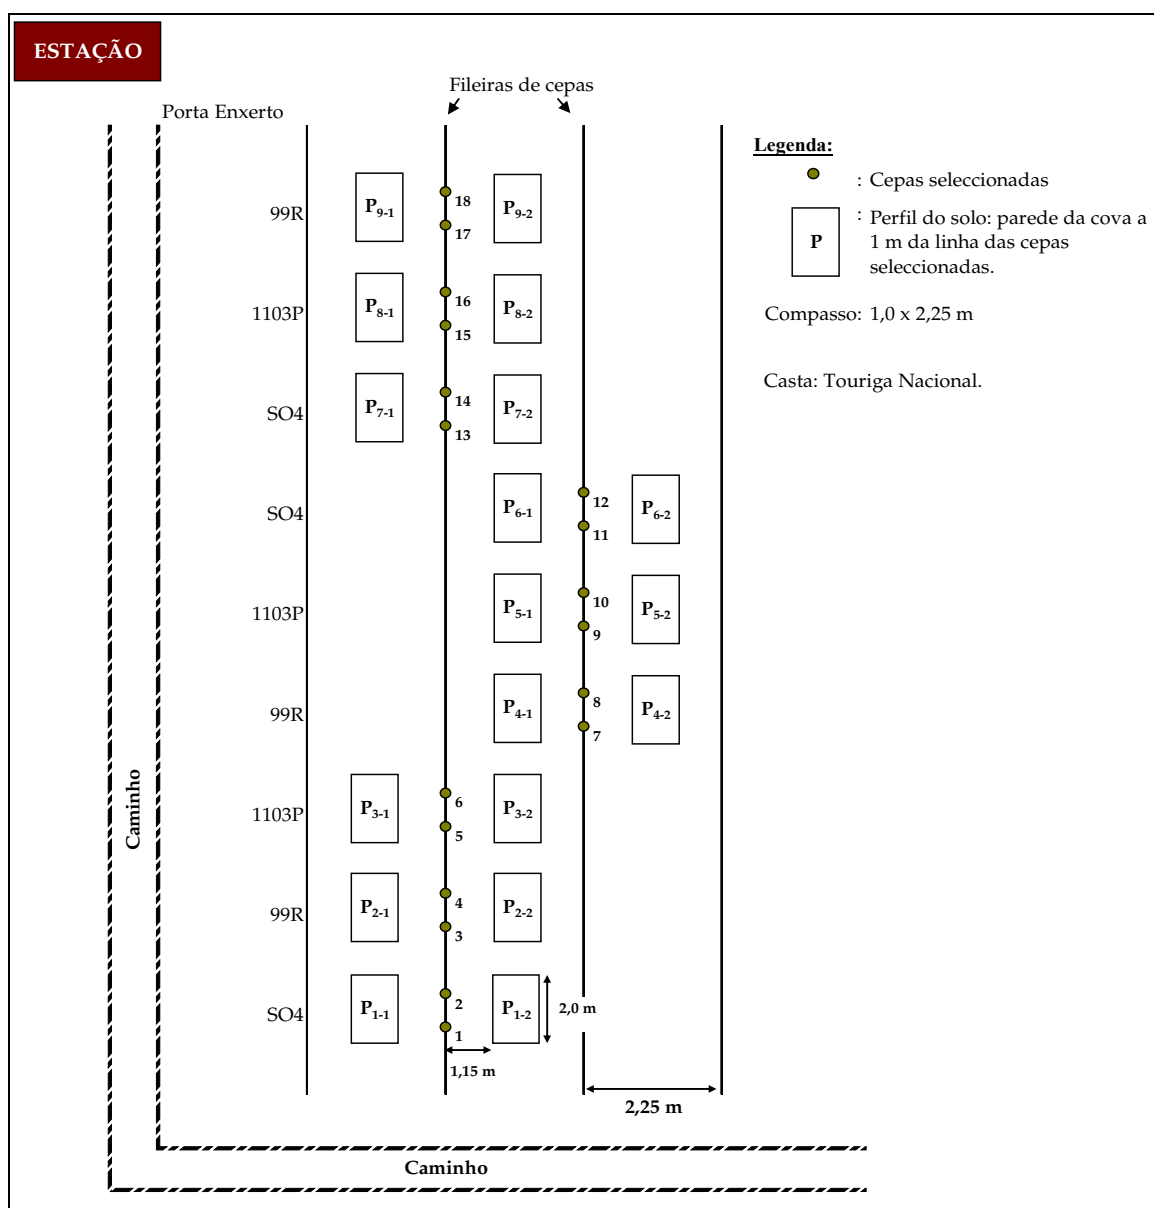 ESTAÇÃO
Fileiras de cepas
Porta Enxerto
Legenda:
: Cepas seleccionadas
P
: Perfil do solo: parede da cova a
1 m da linha das cepas
seleccionadas.
Compasso: 1,0 x 2,25 m
Casta: Touriga Nacional.
99R
P9-1
18
17
P9-2
1103P
P8-1
16
15
P8-2
SO4
P7-1
14
13
P7-2
SO4
P6-1
12
11
P6-2
1103P
P5-1
10
9
P5-2
99R
P4-1
8
7
P4-2
1103P
P3-1
6
5
P3-2
99R
P2-1
4
3
P2-2
SO4
P1-1
2
1
P1-2
2,0 m
1,15 m
2,25 m
Caminho
Caminho